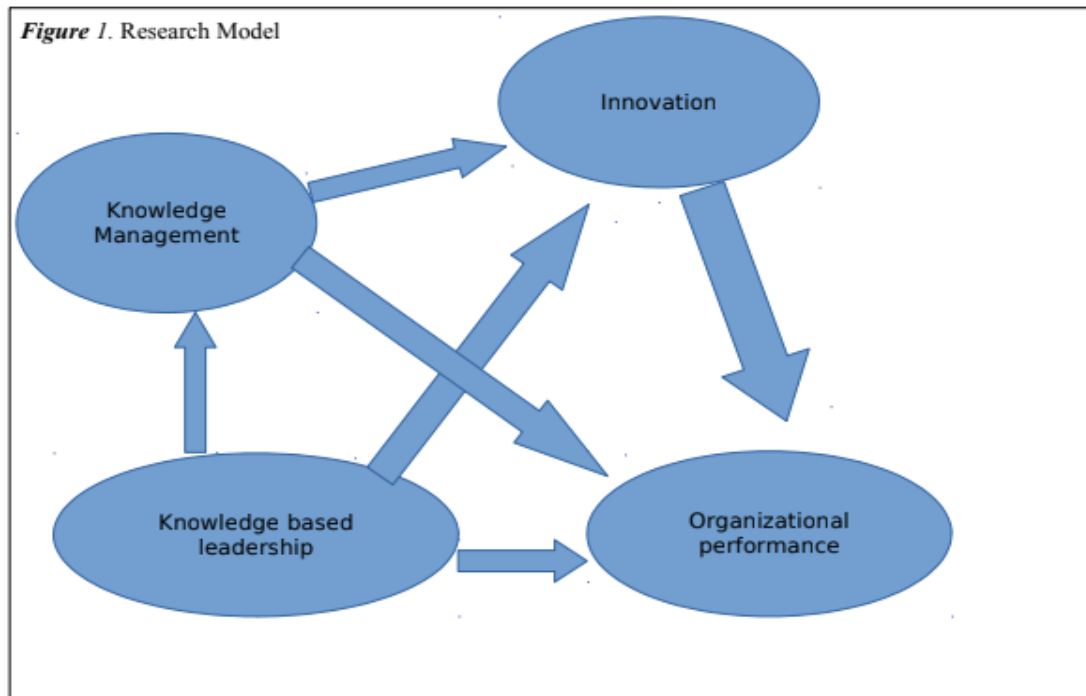 Figure 1. Research Model
Innovation
Knowledge
Management
Knowledge based
leadership
Organizational
performance